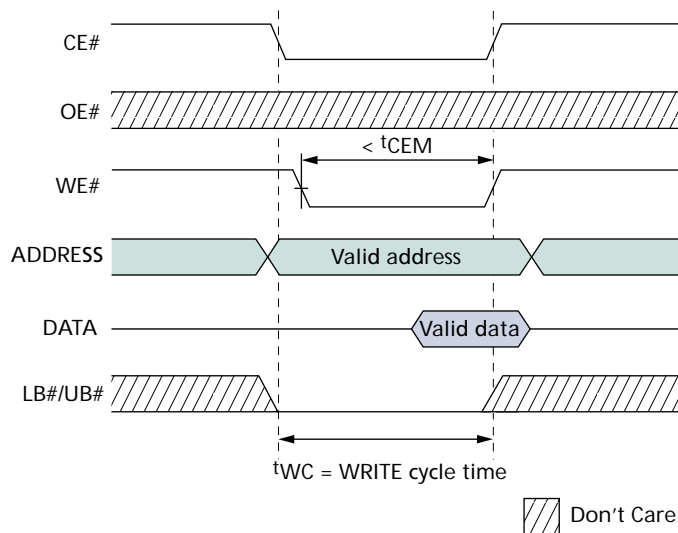 CE#
OE#
< tCEM
WE#
ADDRESS
Valid address
DATA
Valid data
LB#/UB#
tWC = WRITE cycle time
Don't Care